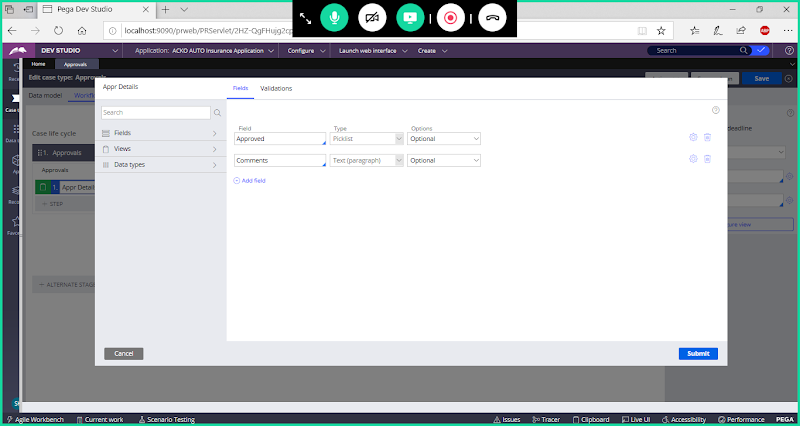 Pega Dev Studio
localhost:9090/prweb/PRServlet/2HZ-QgFHujg2cp
DEV STUDIO
Application: ACKO AUTO Insurance Application
Configure
Launch web interface
Create
Search
Home
Approvals
Edit case type: Approvals
Save
Data model
Case life cycle
1. Approvals
Approvals
1. Appr Detail
+ STEP
+ ALTERNATE STAGE
deadline
Appr Details
Fields
Validations
Search
Fields
Views
Data types
Field
Type
Options
Approved
Picklist
Optional
Comments
Text (paragraph)
Optional
Add field
Cancel
Submit
Agile Workbench
Current work
Scenario Testing
Issues
Tracer
Clipboard
Live UI
Accessibility
Performance
PEGA